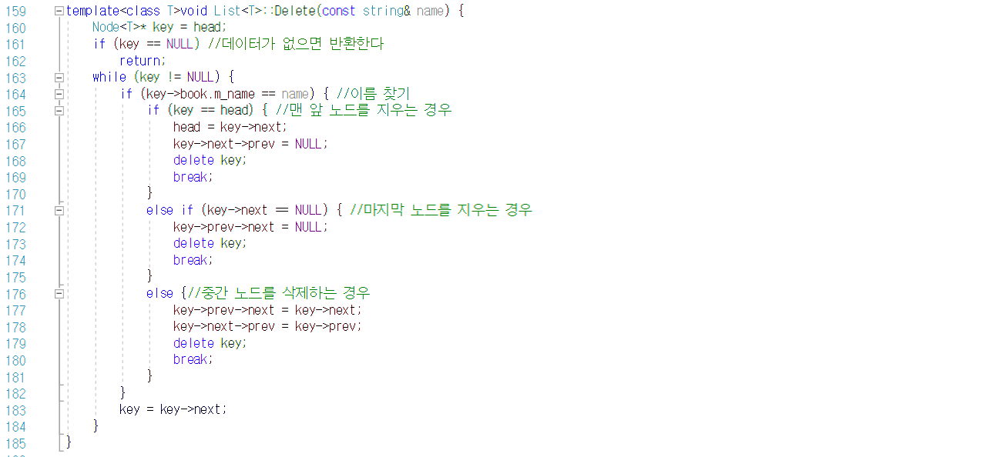 159 template<class T>void List<T>::Delete(const string& name) {
160 Node<T>* key = head;
161 if (key == NULL) //데이터가 없으면 반환한다
162 return;
163 while (key != NULL) {
164 if (key->book.m_name == name) { //이름 찾기
165 if (key == head) { //맨 앞 노드를 지우는 경우
166 head = key->next;
167 key->next->prev = NULL;
168 delete key;
169 break;
170 }
171 else if (key->next == NULL) { //마지막 노드를 지우는 경우
172 key->prev->next = NULL;
173 delete key;
174 break;
175 }
176 else {//중간 노드를 삭제하는 경우
177 key->prev->next = key->next;
178 key->next->prev = key->prev;
179 delete key;
180 break;
181 }
182 }
183 key = key->next;
184 }
185 }